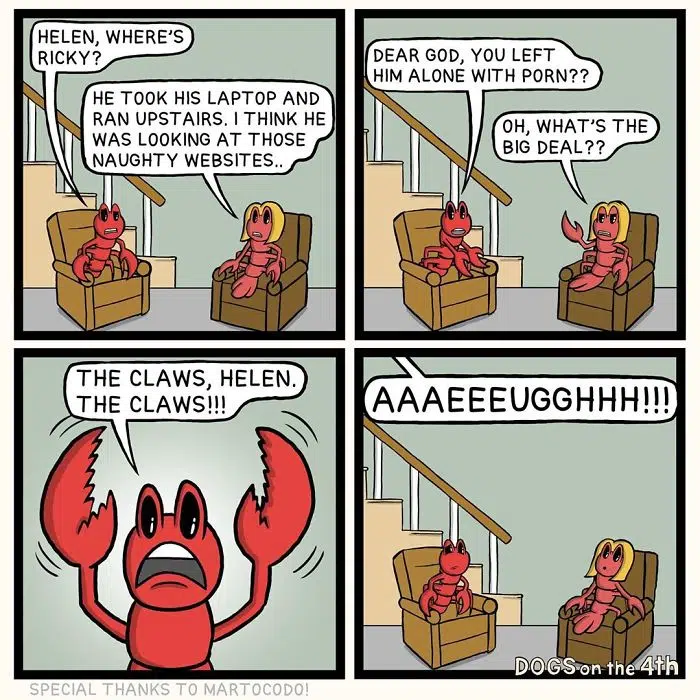 HELEN, WHERE'S
RICKY?
HE TOOK HIS LAPTOP AND
RAN UPSTAIRS. I THINK HE
WAS LOOKING AT THOSE
NAUGHTY WEBSITES..
DEAR GOD, YOU LEFT
HIM ALONE WITH PORN??
OH, WHAT'S THE
BIG DEAL??
THE CLAWS, HELEN.
THE CLAWS!!!
AAAEEEUGGHHH!!!
DOGS on the 4th
SPECIAL THANKS TO MARTOCODO!